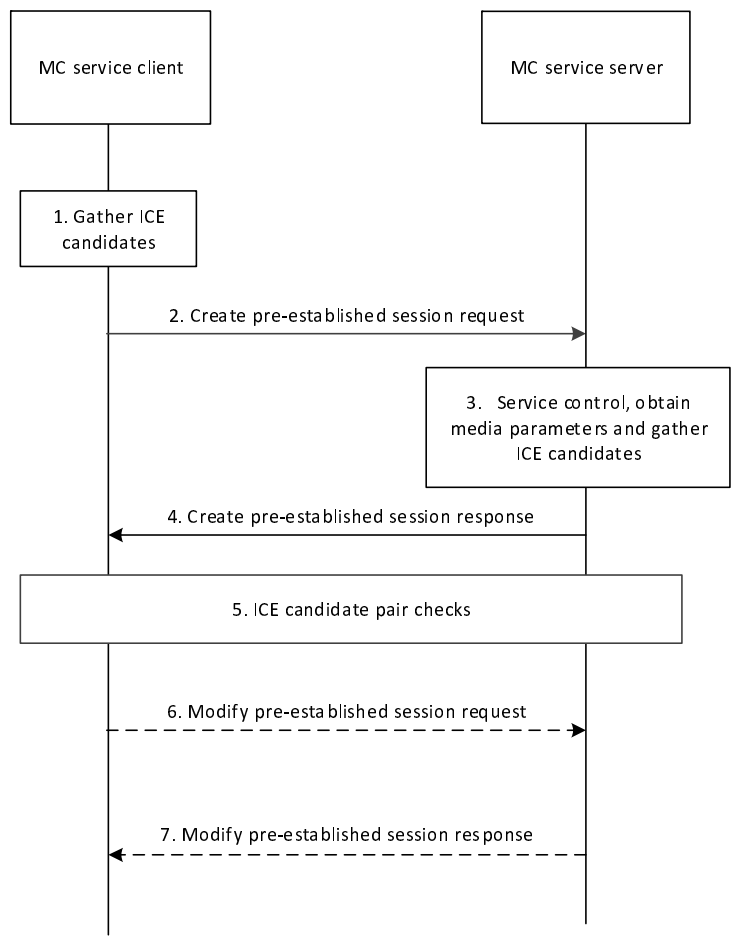 MC service client
MC service server
1. Gather ICE
candidates
2. Create pre-established session request
3. Service control, obtain
media parameters and gather
ICE candidates
4. Create pre-established session response
5. ICE candidate pair checks
6. Modify pre-established session request
7. Modify pre-established session response